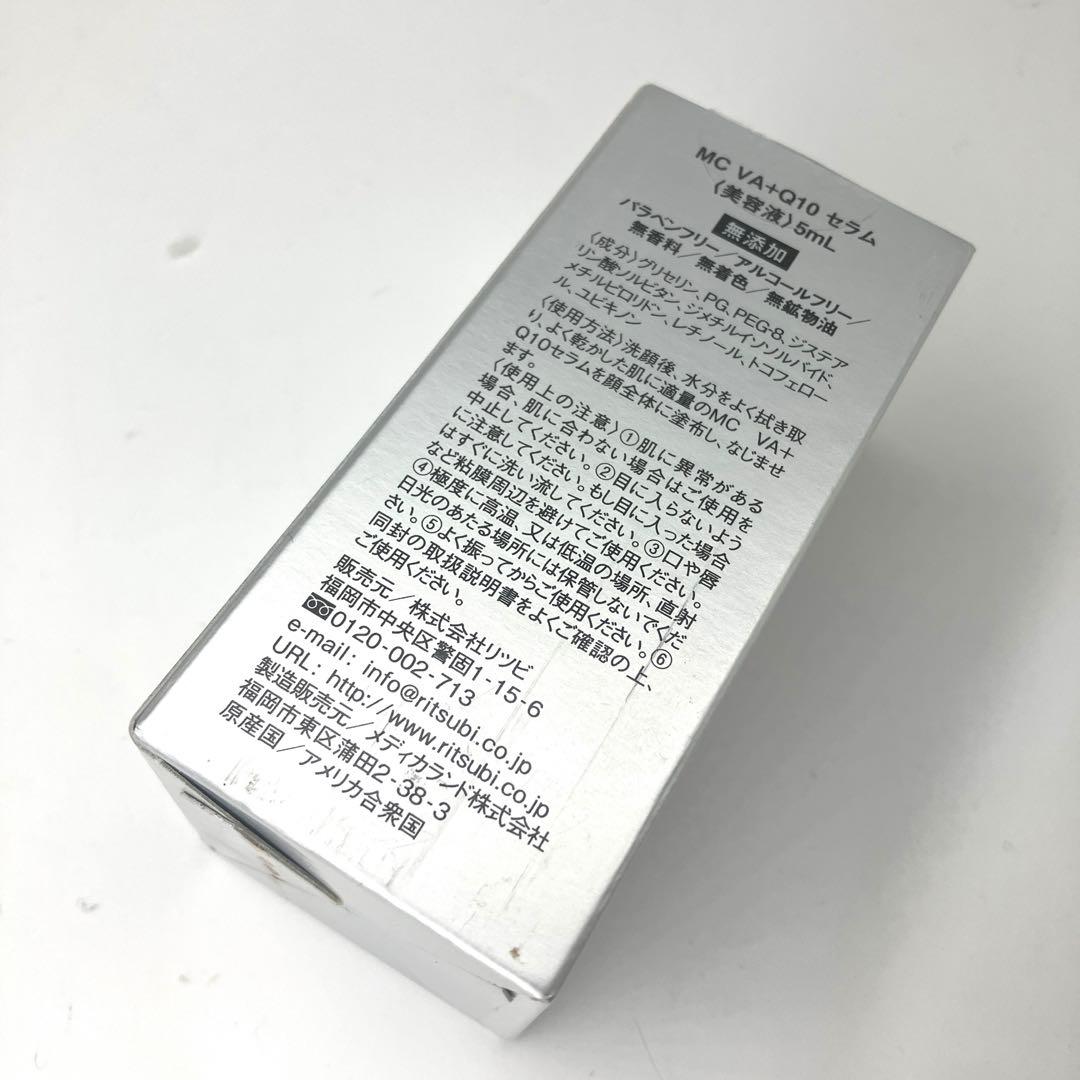 MC VA+Q10 セラム
〈美容液〉5mL
無添加
パラベンフリー／アルコールフリー／
無香料／無着色／無鉱物油
〈成分〉グリセリン、PG、PEG-8、ジステア
リン酸ソルビタン、ジメチルイソソルバイド、
メチルピロリドン、レチノール、トコフェロー
ル、ユビキノン
〈使用方法〉洗顔後、水分をよく拭き取
り、よく乾かした肌に適量のMC VA+
Q10セラムを顔全体に塗布し、なじませ
ます。
〈使用上の注意〉①肌に異常がある
場合、肌に合わない場合はご使用を
中止してください。②目に入らないよう
に注意してください。もし目に入った場合
はすぐに洗い流してください。③口や唇
など粘膜周辺を避けてご使用ください。
④極度に高温、又は低温の場所、直射
日光のあたる場所には保管しないでくだ
さい。⑤よく振ってからご使用ください。⑥
同封の取扱説明書をよくご確認の上、
ご使用ください。
販売元／株式会社リツビ
福岡市中央区警固1-15-6
0120-002-713
e-mail: info@ritsubi.co.jp
URL: http://www.ritsubi.co.jp
製造販売元／メディカランド株式会社
福岡市東区蒲田2-38-3
原産国／アメリカ合衆国